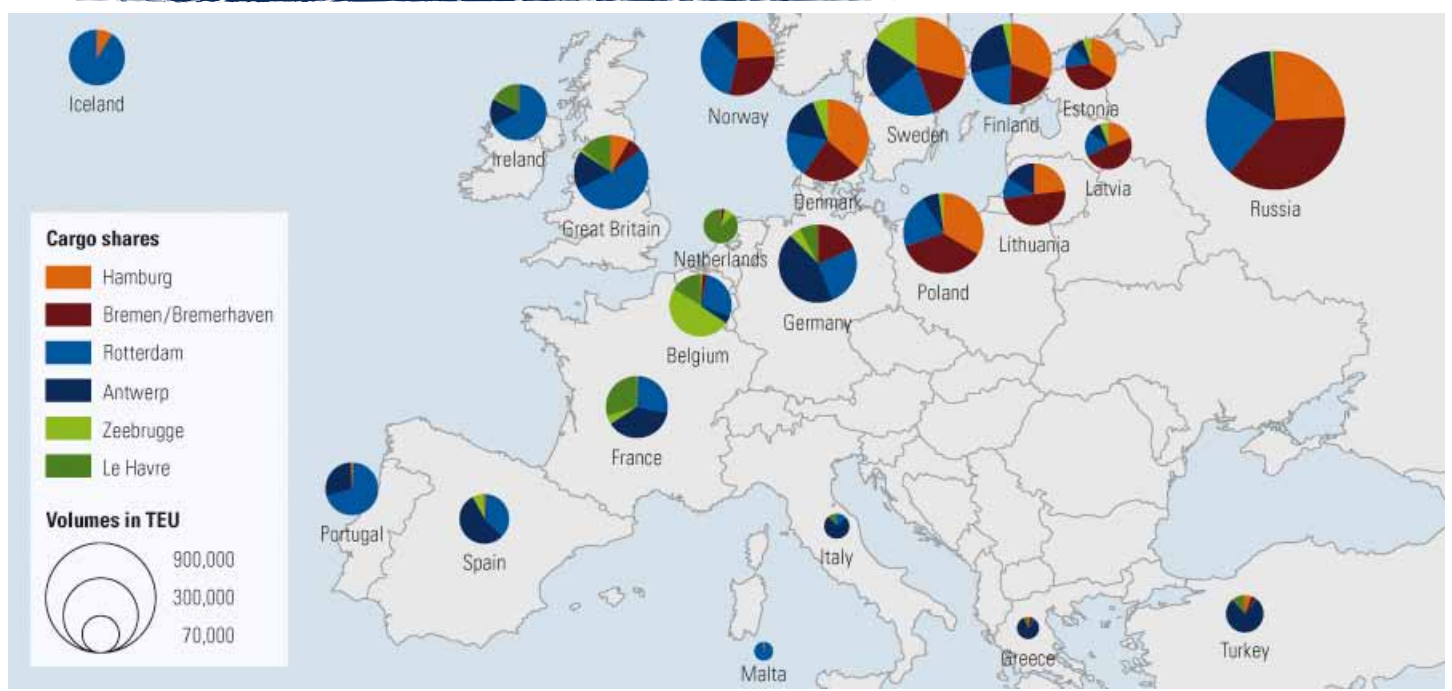 Iceland
Ireland
Great Britain
Norway
Sweden
Finland
Estonia
Denmark
Latvia
Lithuania
Russia
Netherlands
Germany
Poland
Belgium
France
Portugal
Spain
Italy
Malta
Greece
Turkey
Cargo shares
Hamburg
Bremen/Bremerhaven
Rotterdam
Antwerp
Zeebrugge
Le Havre
Volumes in TEU
900,000
300,000
70,000